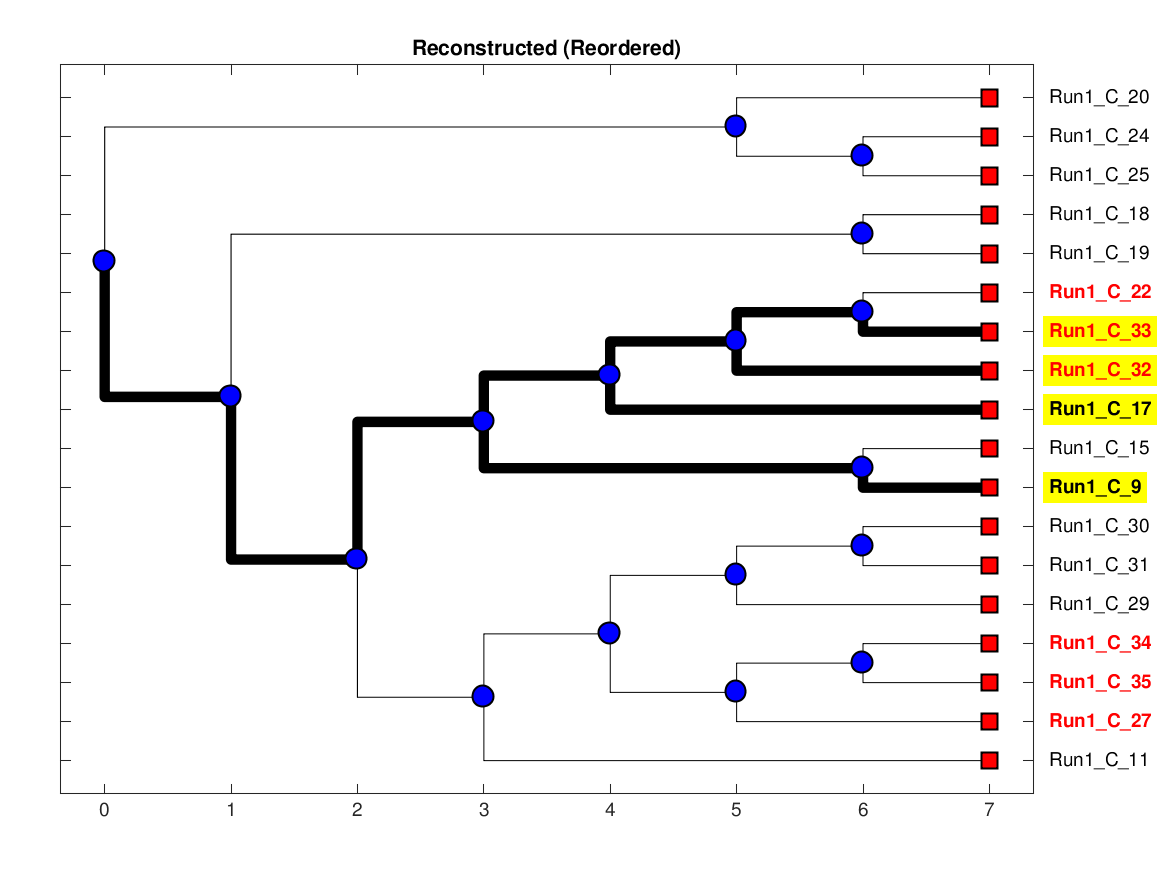 Reconstructed (Reordered)
Run1_C_20
Run1_C_24
Run1_C_25
Run1_C_18
Run1_C_19
Run1_C_22
Run1_C_33
Run1_C_32
Run1_C_17
Run1_C_15
Run1_C_9
Run1_C_30
Run1_C_31
Run1_C_29
Run1_C_34
Run1_C_35
Run1_C_27
Run1_C_11
0 1 2 3 4 5 6 7